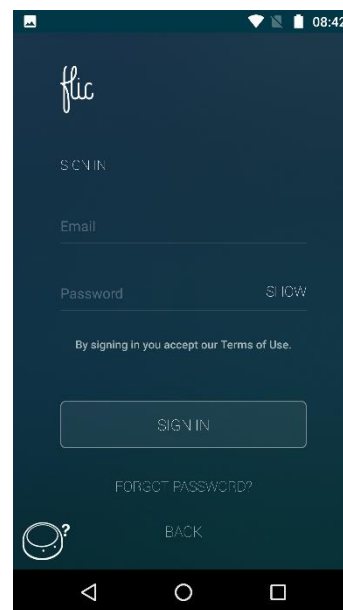 08:42
flic
SIGN IN
Email
Password SHOW
By signing in you accept our Terms of Use.
SIGN IN
FORGOT PASSWORD?
BACK
?